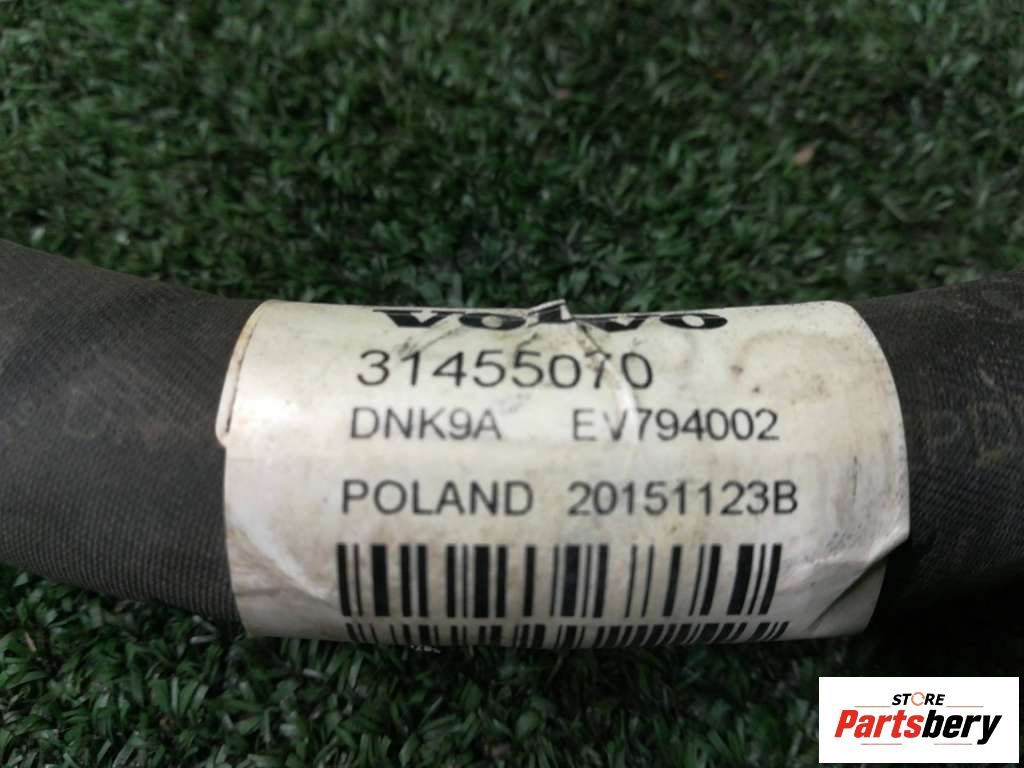 VOLVO
31455070
DNK9A EV794002
POLAND 20151123B
STORE
Partsbery